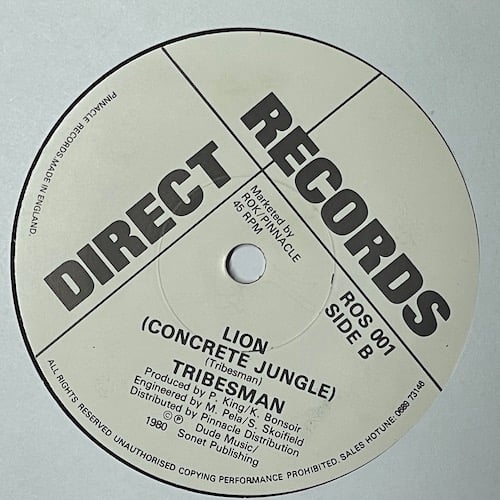 DIRECT
RECORDS
PINNACLE RECORDS. MADE IN ENGLAND.
Marketed by
ROK/PINNACLE
45 RPM
ROS 001
SIDE B
LION
(CONCRETE JUNGLE)
(Tribesman)
TRIBESMAN
Produced by P. King/K. Bonsoir
Engineered by M. Pela/S. Skolfield
Distributed by Pinnacle Distribution
©℗ Dude Music/
1980 Sonet Publishing
ALL RIGHTS RESERVED UNAUTHORISED COPYING PERFORMANCE PROHIBITED. SALES HOTLINE: 0689 73146